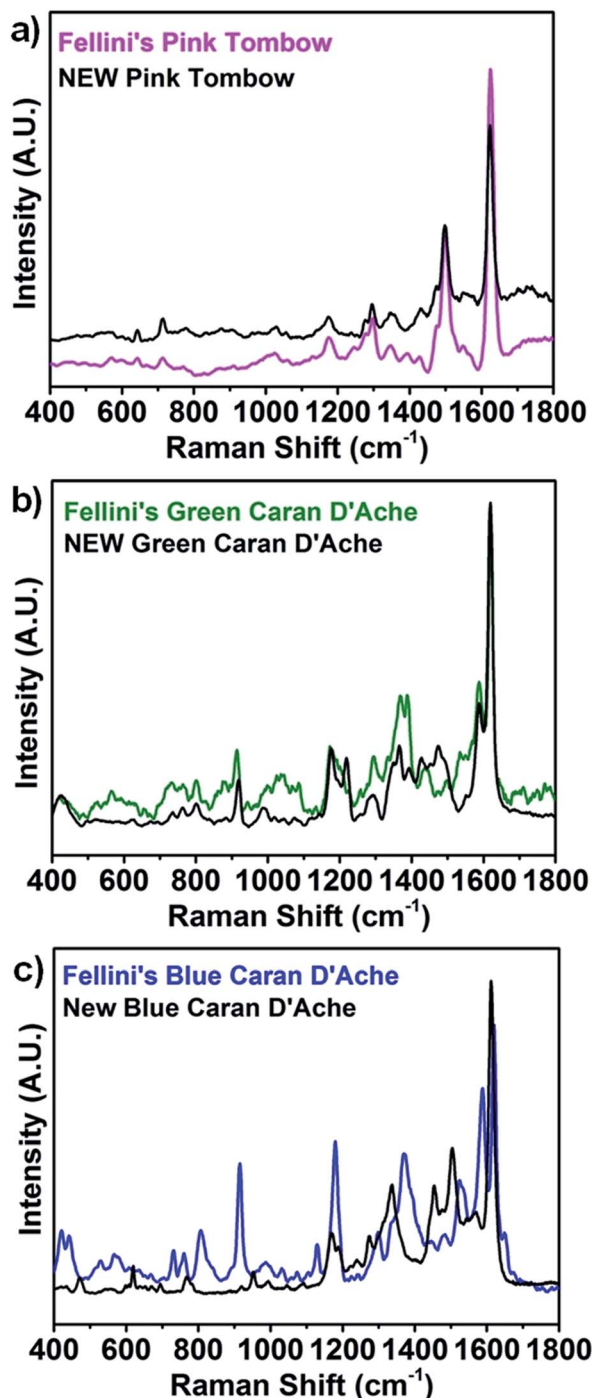 a)
Fellini's Pink Tombow
NEW Pink Tombow
Intensity (A.U.)
400 600 800 1000 1200 1400 1600 1800
Raman Shift (cm-1)
b)
Fellini's Green Caran D'Ache
NEW Green Caran D'Ache
Intensity (A.U.)
400 600 800 1000 1200 1400 1600 1800
Raman Shift (cm-1)
c)
Fellini's Blue Caran D'Ache
New Blue Caran D'Ache
Intensity (A.U.)
400 600 800 1000 1200 1400 1600 1800
Raman Shift (cm-1)